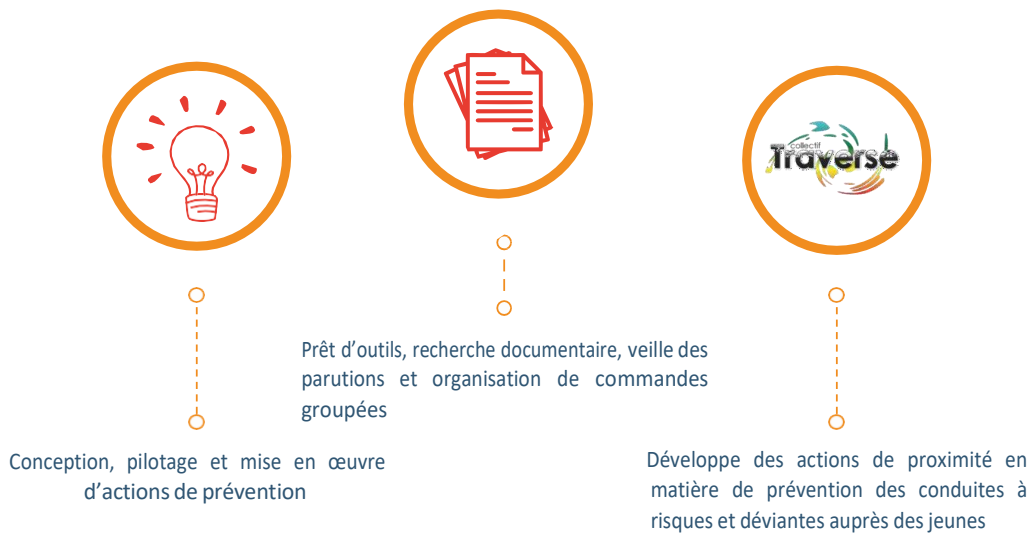 collectif
Traverse
Prêt d’outils, recherche documentaire, veille des
parutions et organisation de commandes
groupées
Conception, pilotage et mise en œuvre
d’actions de prévention
Développe des actions de proximité en
matière de prévention des conduites à
risques et déviantes auprès des jeunes